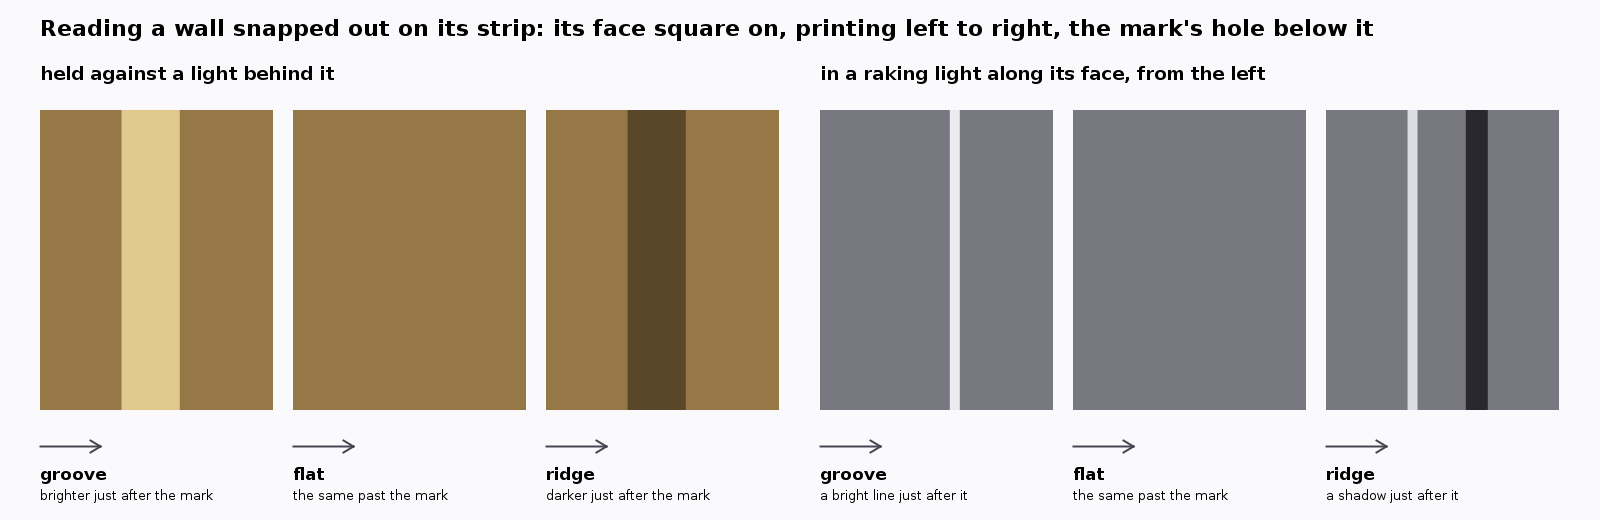 Reading a wall snapped out on its strip: its face square on, printing left to right, the mark's hole below it
held against a light behind it
in a raking light along its face, from the left
groove
brighter just after the mark
flat
the same past the mark
ridge
darker just after the mark
groove
a bright line just after it
flat
the same past the mark
ridge
a shadow just after it